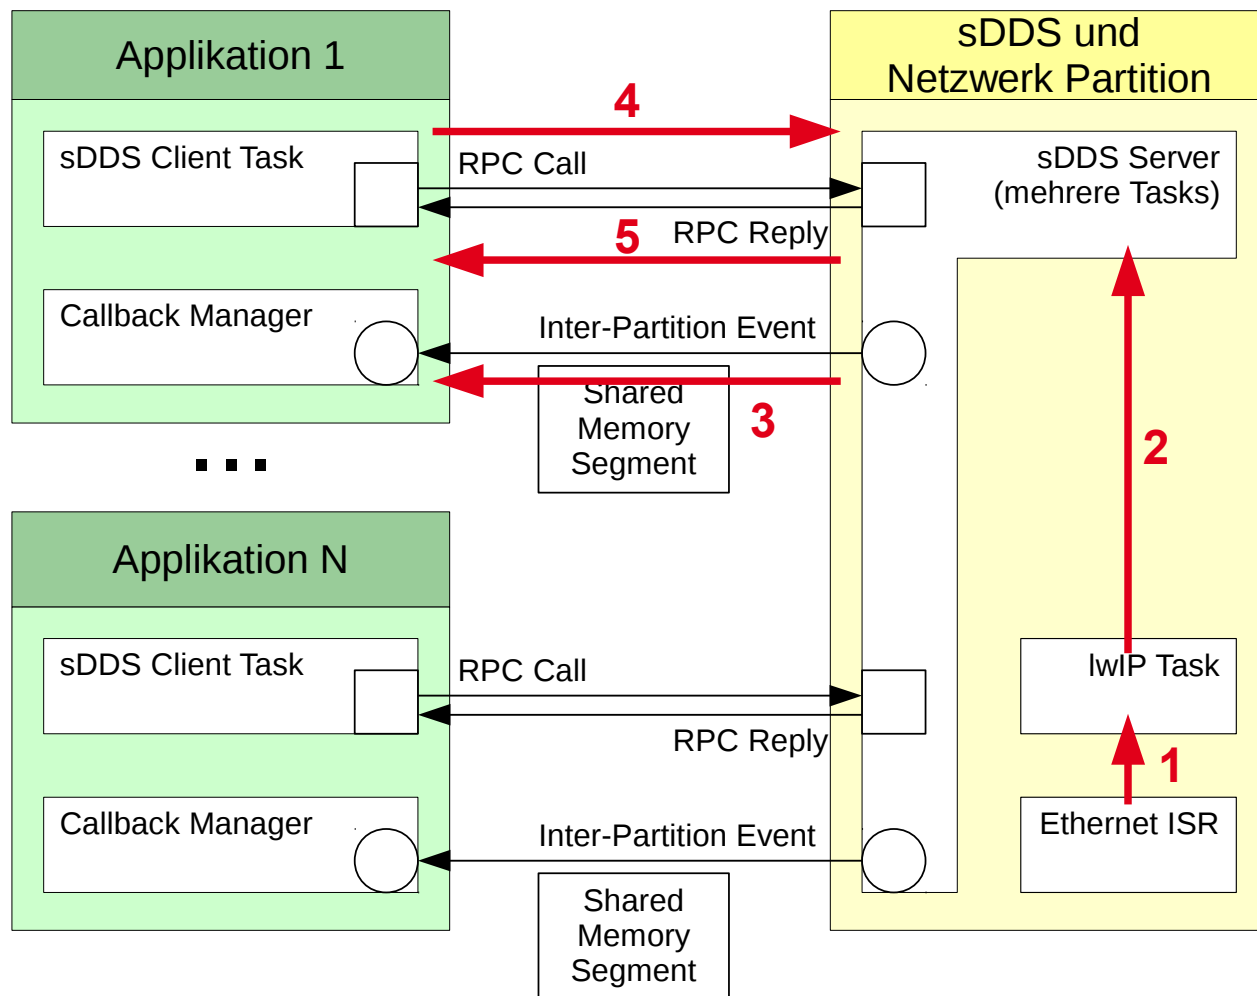 Applikation 1
sDDS und
Netzwerk Partition
4
sDDS Client Task
RPC Call
sDDS Server
(mehrere Tasks)
RPC Reply
5
Callback Manager
Inter-Partition Event
Shared
Memory
Segment
3
2
...
Applikation N
sDDS Client Task
RPC Call
RPC Reply
lwIP Task
1
Callback Manager
Inter-Partition Event
Ethernet ISR
Shared
Memory
Segment